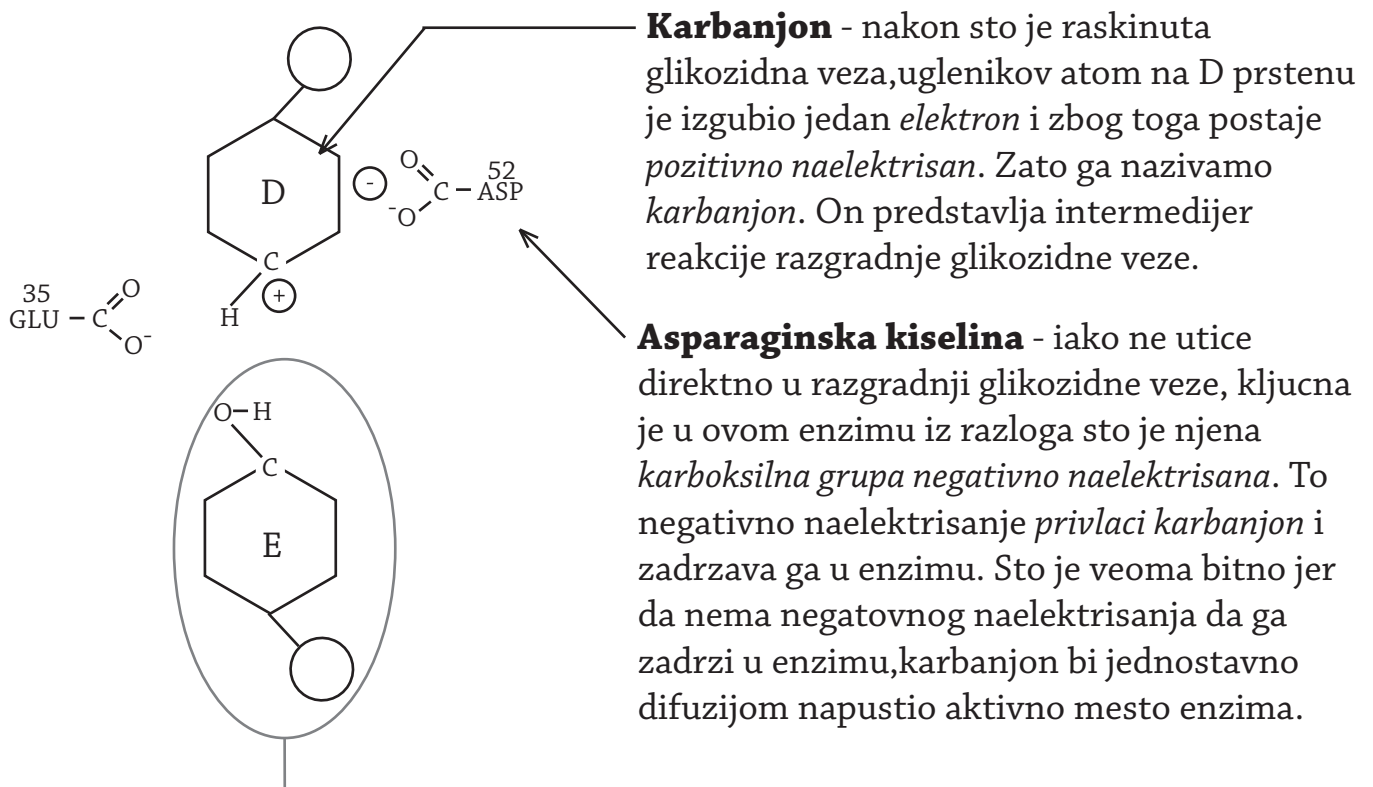 Karbanjon - nakon sto je raskinuta
glikozidna veza,uglenikov atom na D prstenu
je izgubio jedan elektron i zbog toga postaje
pozitivno naelektrisan. Zato ga nazivamo
karbanjon. On predstavlja intermedijer
reakcije razgradnje glikozidne veze.
D
-
O
C - ASP
52
-O
C
+
H
35
GLU - C
O
O-
Asparaginska kiselina - iako ne utice
direktno u razgradnji glikozidne veze, kljucna
je u ovom enzimu iz razloga sto je njena
karboksilna grupa negativno naelektrisana. To
negativno naelektrisanje privlaci karbanjon i
zadrzava ga u enzimu. Sto je veoma bitno jer
da nema negatovnog naelektrisanja da ga
zadrzi u enzimu,karbanjon bi jednostavno
difuzijom napustio aktivno mesto enzima.
O-H
C
E